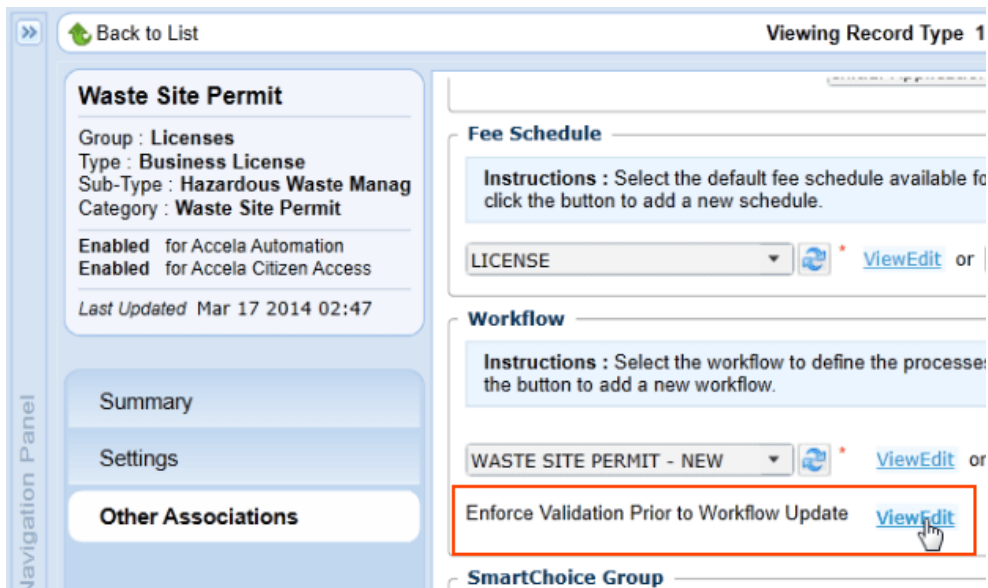 Back to List
Viewing Record Type 1
Waste Site Permit
Group : Licenses
Type : Business License
Sub-Type : Hazardous Waste Manag
Category : Waste Site Permit
Enabled for Accela Automation
Enabled for Accela Citizen Access
Last Updated Mar 17 2014 02:47
Summary
Settings
Other Associations
Navigation Panel
Fee Schedule
Instructions : Select the default fee schedule available fo
click the button to add a new schedule.
LICENSE * ViewEdit or
Workflow
Instructions : Select the workflow to define the processes
the button to add a new workflow.
WASTE SITE PERMIT - NEW * ViewEdit or
Enforce Validation Prior to Workflow Update ViewEdit
SmartChoice Group